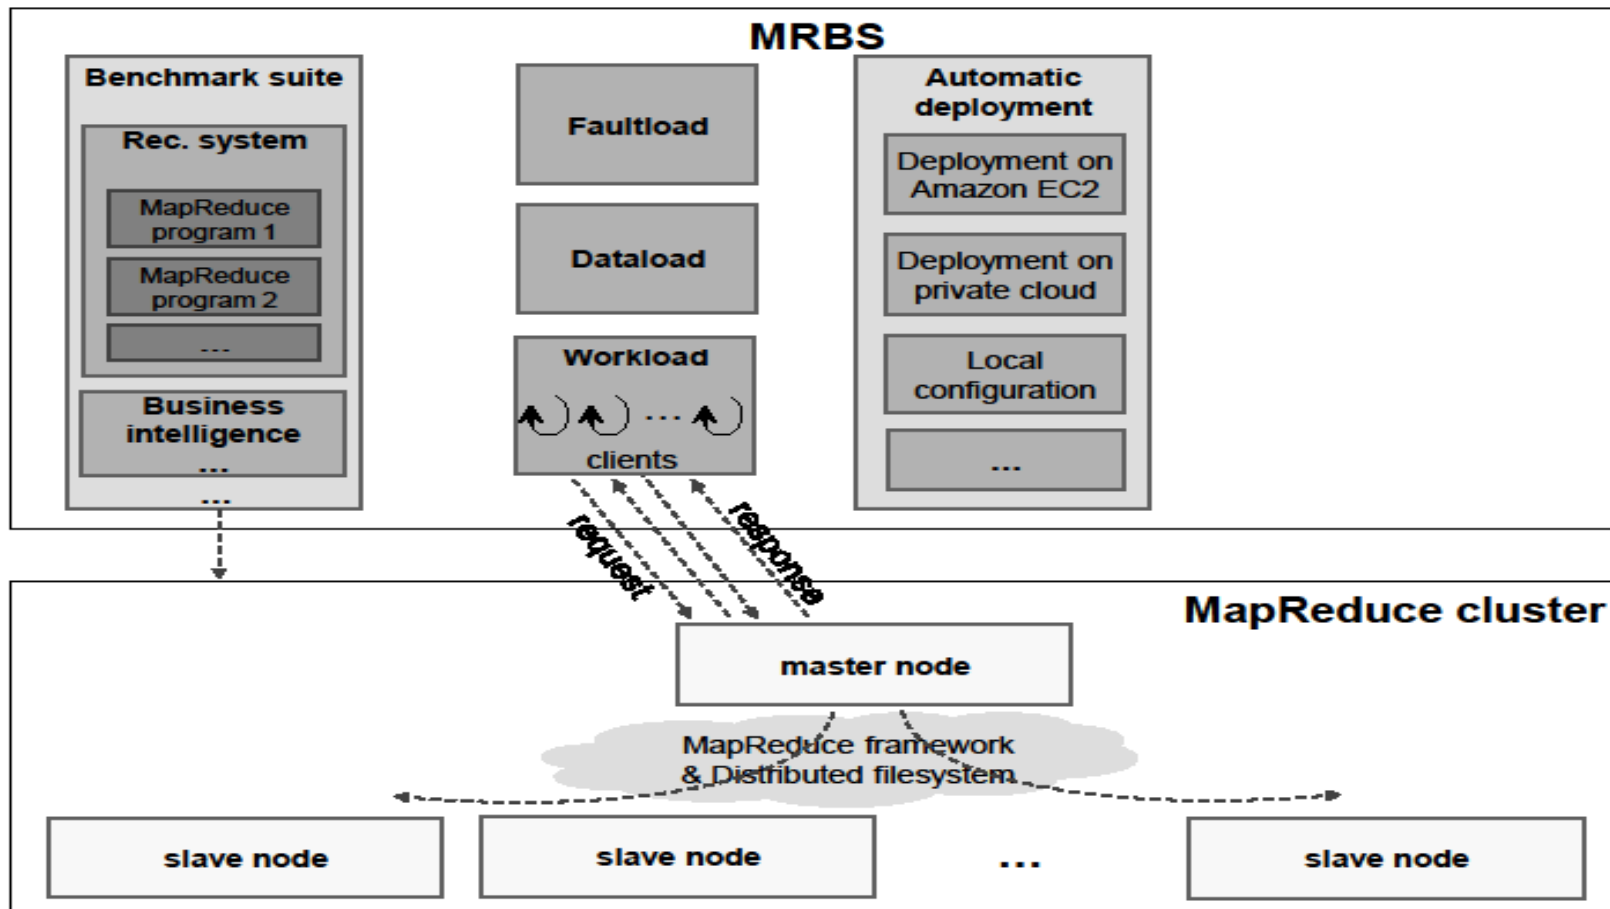 MRBS
Benchmark suite
Rec. system
MapReduce
program 1
MapReduce
program 2
...
Business
intelligence
...
...
Faultload
Dataload
Workload
...
clients
Automatic
deployment
Deployment on
Amazon EC2
Deployment on
private cloud
Local
configuration
...
request
response
MapReduce cluster
master node
MapReduce framework
& Distributed filesystem
slave node
slave node
...
slave node